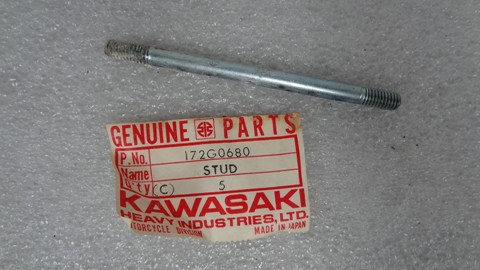 GENUINE PARTS
P.No. 172G0680
Name STUD
Q'ty (C) 5
KAWASAKI
HEAVY INDUSTRIES, LTD.
MOTORCYCLE DIVISION MADE IN JAPAN